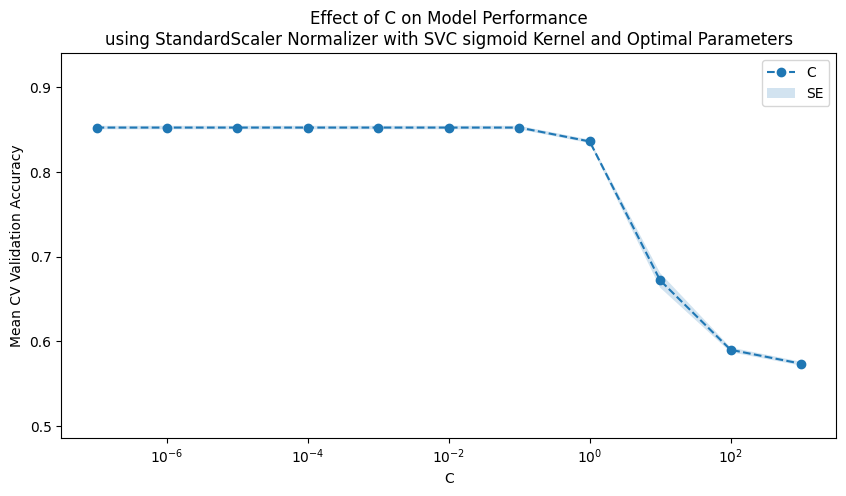 Effect of C on Model Performance
using StandardScaler Normalizer with SVC sigmoid Kernel and Optimal Parameters
C
SE
Mean CV Validation Accuracy
0.9
0.8
0.7
0.6
0.5
10⁻⁶ 10⁻⁴ 10⁻² 10⁰ 10²
C